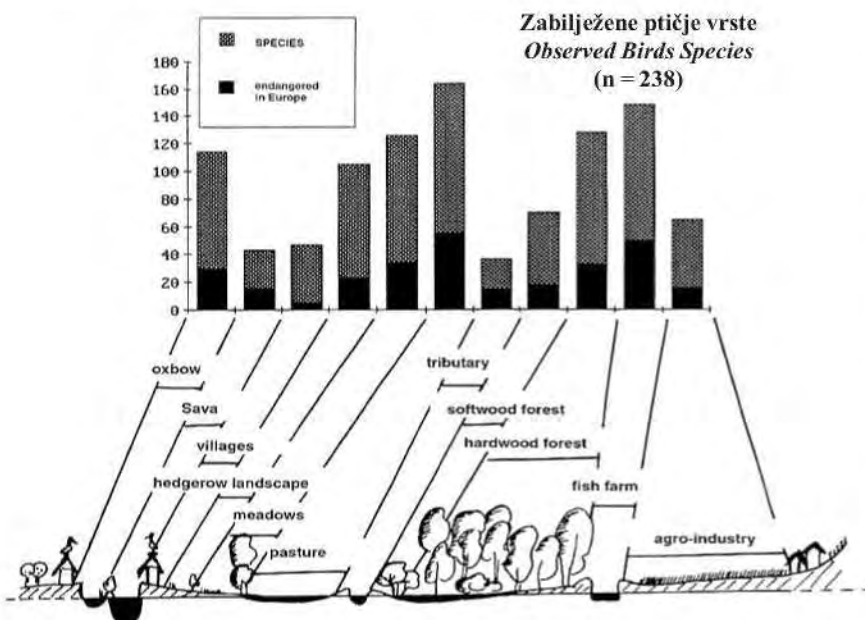 Zabilježene ptičje vrste
Observed Birds Species
(n = 238)
SPECIES
endangered
in Europe
180
160
140
120
100
80
60
40
20
0
oxbow
tributary
Sava
softwood forest
villages
hardwood forest
hedgerow landscape
fish farm
meadows
agro-industry
pasture